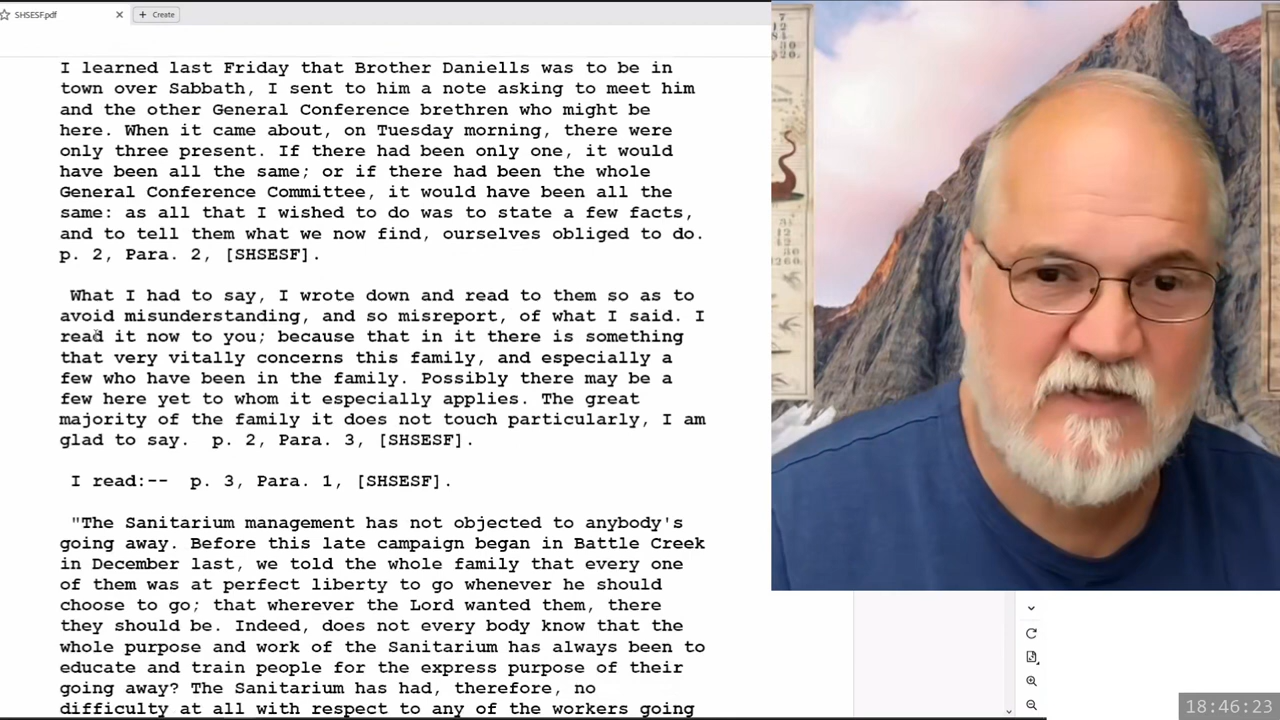 SHSESF.pdf
Create
I learned last Friday that Brother Daniells was to be in
town over Sabbath, I sent to him a note asking to meet him
and the other General Conference brethren who might be
here. When it came about, on Tuesday morning, there were
only three present. If there had been only one, it would
have been all the same; or if there had been the whole
General Conference Committee, it would have been all the
same: as all that I wished to do was to state a few facts,
and to tell them what we now find, ourselves obliged to do.
p. 2, Para. 2, [SHSESF].
What I had to say, I wrote down and read to them so as to
avoid misunderstanding, and so misreport, of what I said. I
read it now to you; because that in it there is something
that very vitally concerns this family, and especially a
few who have been in the family. Possibly there may be a
few here yet to whom it especially applies. The great
majority of the family it does not touch particularly, I am
glad to say.  p. 2, Para. 3, [SHSESF].
I read:--  p. 3, Para. 1, [SHSESF].
"The Sanitarium management has not objected to anybody's
going away. Before this late campaign began in Battle Creek
in December last, we told the whole family that every one
of them was at perfect liberty to go whenever he should
choose to go; that wherever the Lord wanted them, there
they should be. Indeed, does not every body know that the
whole purpose and work of the Sanitarium has always been to
educate and train people for the express purpose of their
going away? The Sanitarium has had, therefore, no
difficulty at all with respect to any of the workers going
7
12
30
520.
30
12
12
30
1260.
18:46:23